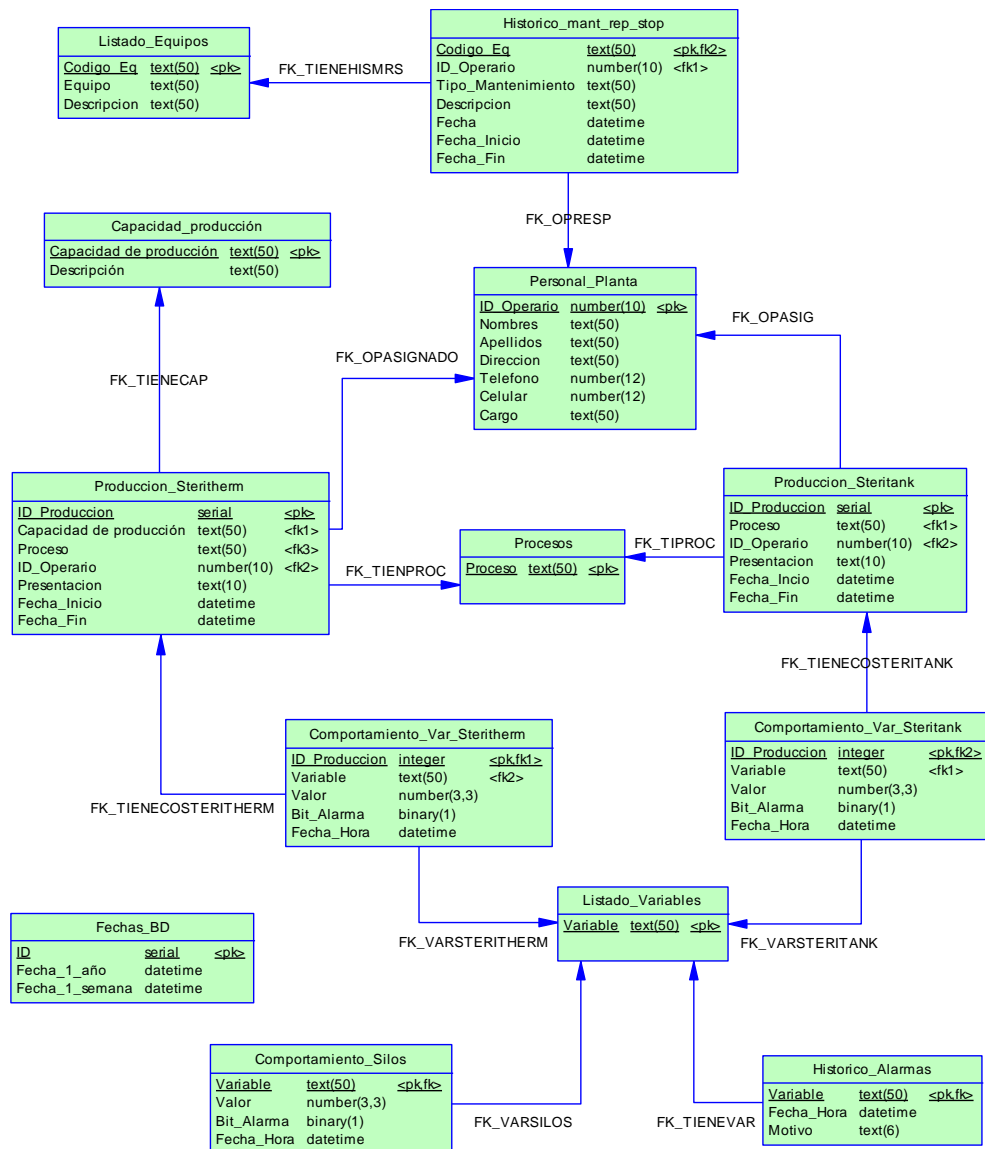 Historico_mant_rep_stop
Codigo_Eq text(50) <pk,fk2>
ID_Operario number(10) <fk1>
Tipo_Mantenimiento text(50)
Descripcion text(50)
Fecha datetime
Fecha_Inicio datetime
Fecha_Fin datetime
Listado_Equipos
Codigo_Eq text(50) <pk>
Equipo text(50)
Descripcion text(50)
FK_TIENEHISMRS
FK_OPRESP
Capacidad_producción
Capacidad de producción text(50) <pk>
Descripción text(50)
Personal_Planta
ID_Operario number(10) <pk>
Nombres text(50)
Apellidos text(50)
Direccion text(50)
Telefono number(12)
Celular number(12)
Cargo text(50)
FK_OPASIG
FK_OPASIGNADO
FK_TIENECAP
Produccion_Steritherm
ID_Produccion serial <pk>
Capacidad de producción text(50) <fk1>
Proceso text(50) <fk3>
ID_Operario number(10) <fk2>
Presentacion text(10)
Fecha_Inicio datetime
Fecha_Fin datetime
Produccion_Steritank
ID_Produccion serial <pk>
Proceso text(50) <fk1>
ID_Operario number(10) <fk2>
Presentacion text(10)
Fecha_Incio datetime
Fecha_Fin datetime
Procesos
Proceso text(50) <pk>
FK_TIPROC
FK_TIENPROC
FK_TIENECOSTERITANK
Comportamiento_Var_Steritherm
ID_Produccion integer <pk,fk1>
Variable text(50) <fk2>
Valor number(3,3)
Bit_Alarma binary(1)
Fecha_Hora datetime
Comportamiento_Var_Steritank
ID_Produccion integer <pk,fk2>
Variable text(50) <fk1>
Valor number(3,3)
Bit_Alarma binary(1)
Fecha_Hora datetime
FK_TIENECOSTERITHERM
Listado_Variables
Variable text(50) <pk>
FK_VARSTERITHERM
FK_VARSTERITANK
Fechas_BD
ID serial <pk>
Fecha_1_año datetime
Fecha_1_semana datetime
Comportamiento_Silos
Variable text(50) <pk,fk>
Valor number(3,3)
Bit_Alarma binary(1)
Fecha_Hora datetime
FK_VARSILOS
FK_TIENEVAR
Historico_Alarmas
Variable text(50) <pk,fk>
Fecha_Hora datetime
Motivo text(6)